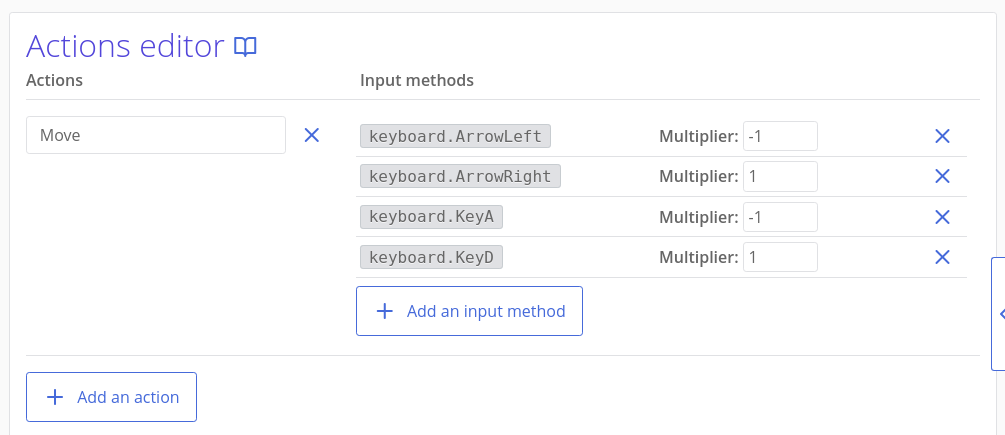 Actions editor
Actions Input methods
Move keyboard.ArrowLeft Multiplier: -1
keyboard.ArrowRight Multiplier: 1
keyboard.KeyA Multiplier: -1
keyboard.KeyD Multiplier: 1
Add an input method
Add an action